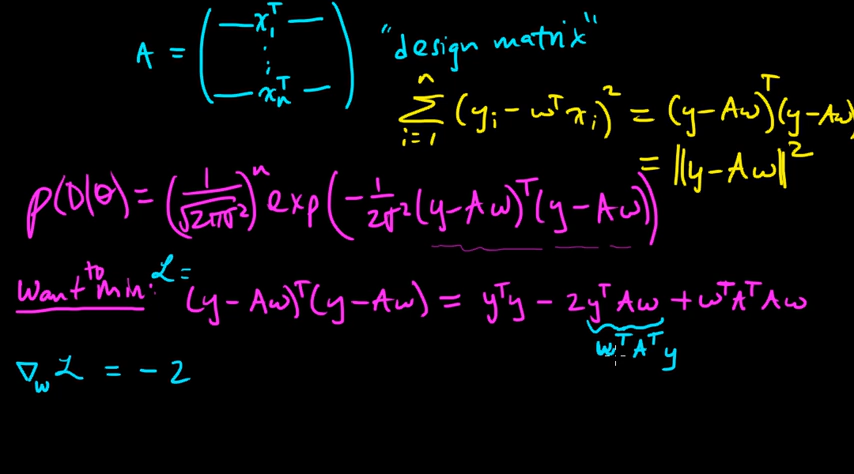 A = ( — x₁ᵀ — ⋮ — xₙᵀ — ) "design matrix"
∑ᵢ₌₁ⁿ (yᵢ − wᵀxᵢ)² = (y − Aw)ᵀ(y − Aw)
= ‖y − Aw‖²
p(D|θ) = (1/√(2πσ²))ⁿ exp(−1/(2σ²) (y − Aw)ᵀ(y − Aw))
Want to min: ℒ = (y − Aw)ᵀ(y − Aw) = yᵀy − 2yᵀAw + wᵀAᵀAw
wᵀAᵀy
∇_w ℒ = − 2